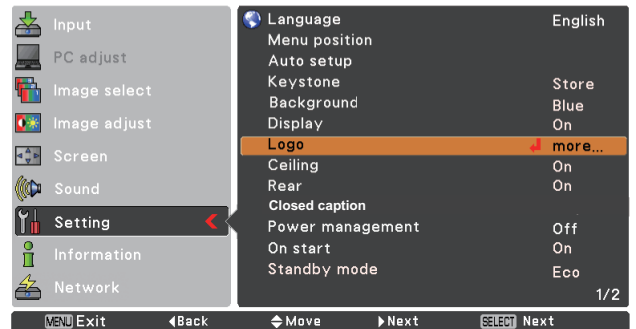 Input
PC adjust
Image select
Image adjust
Screen
Sound
Setting
Information
Network
Language English
Menu position
Auto setup
Keystone Store
Background Blue
Display On
Logo more...
Ceiling On
Rear On
Closed caption
Power management Off
On start On
Standby mode Eco
1/2
MENU Exit Back Move Next SELECT Next